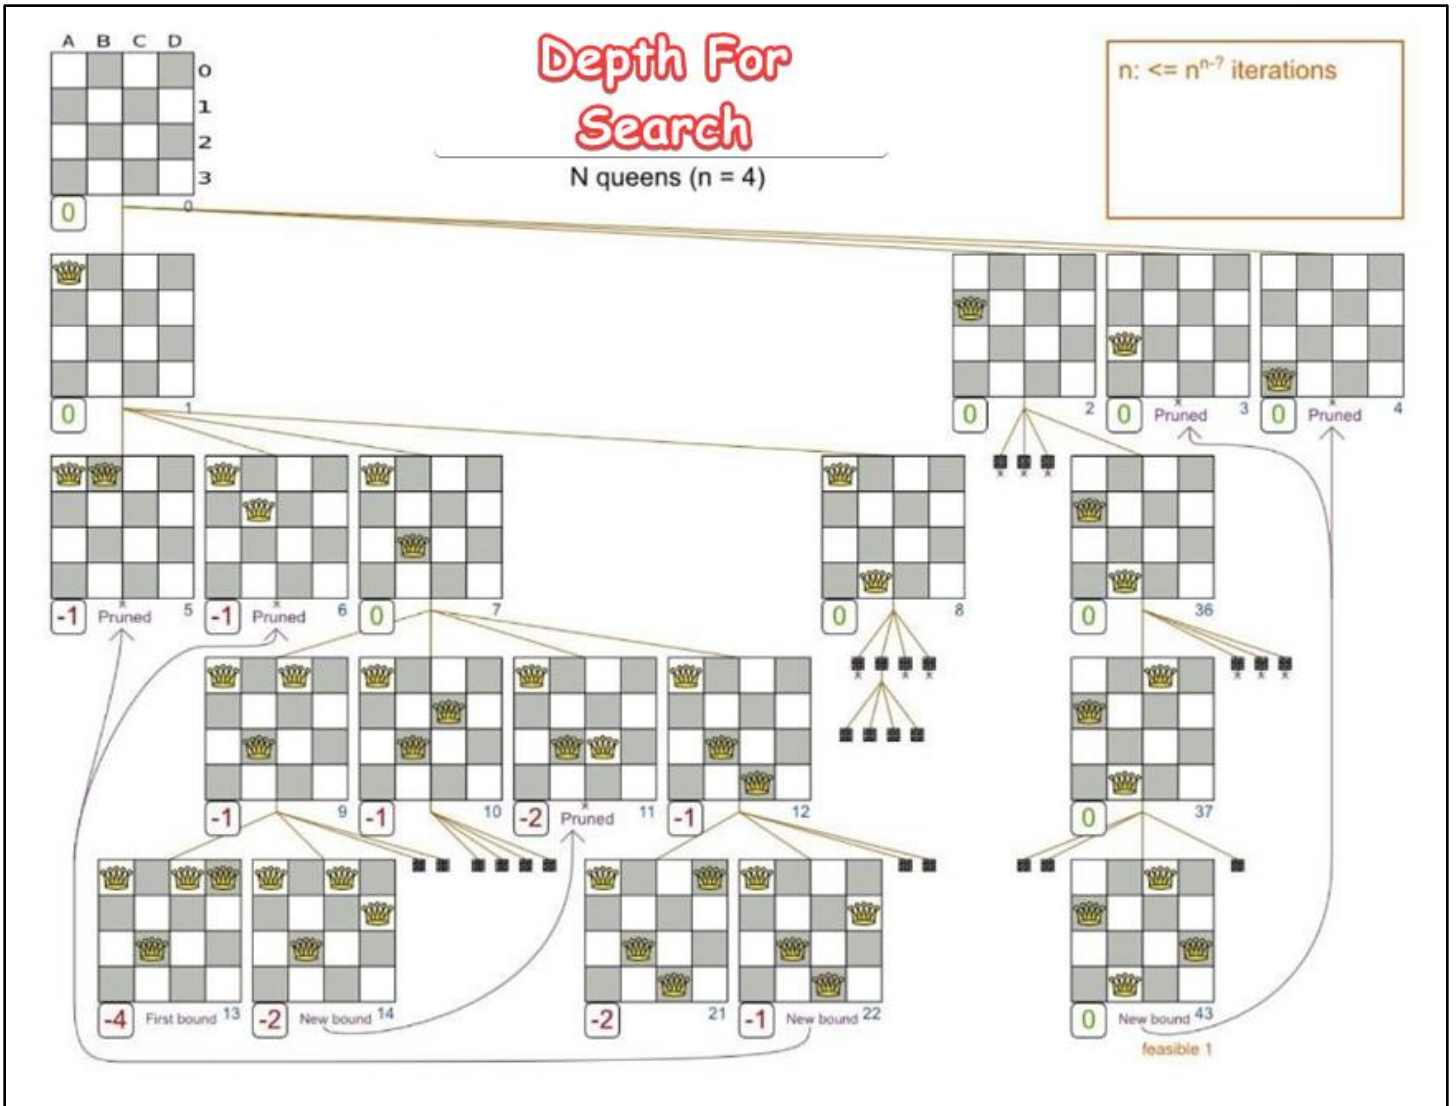 A B C D
Depth For
Search
N queens (n = 4)
n: <= n^(n-?) iterations
0
1
2
3
0
0
0
1
0
2
0
Pruned
3
0
Pruned
4
-1
Pruned
5
-1
Pruned
6
0
7
0
8
0
36
-1
9
-1
10
-2
Pruned
11
-1
12
0
37
-4
First bound 13
-2
New bound 14
-2
21
-1
New bound 22
0
New bound 43
feasible 1